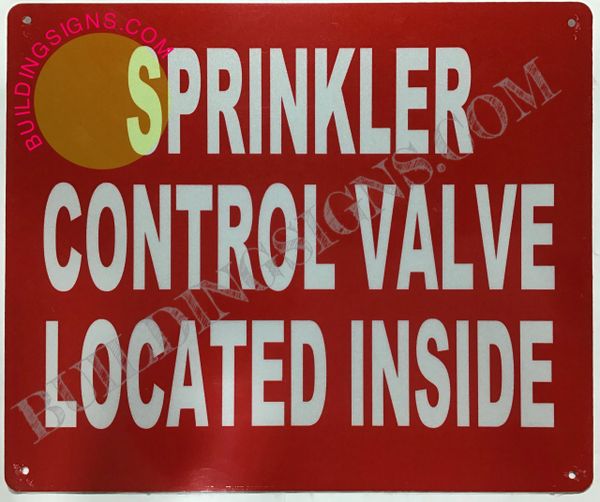 BUILDINGSIGNS.COM
SPRINKLER
CONTROL VALVE
LOCATED INSIDE
BUILDINGSIGNS.COM